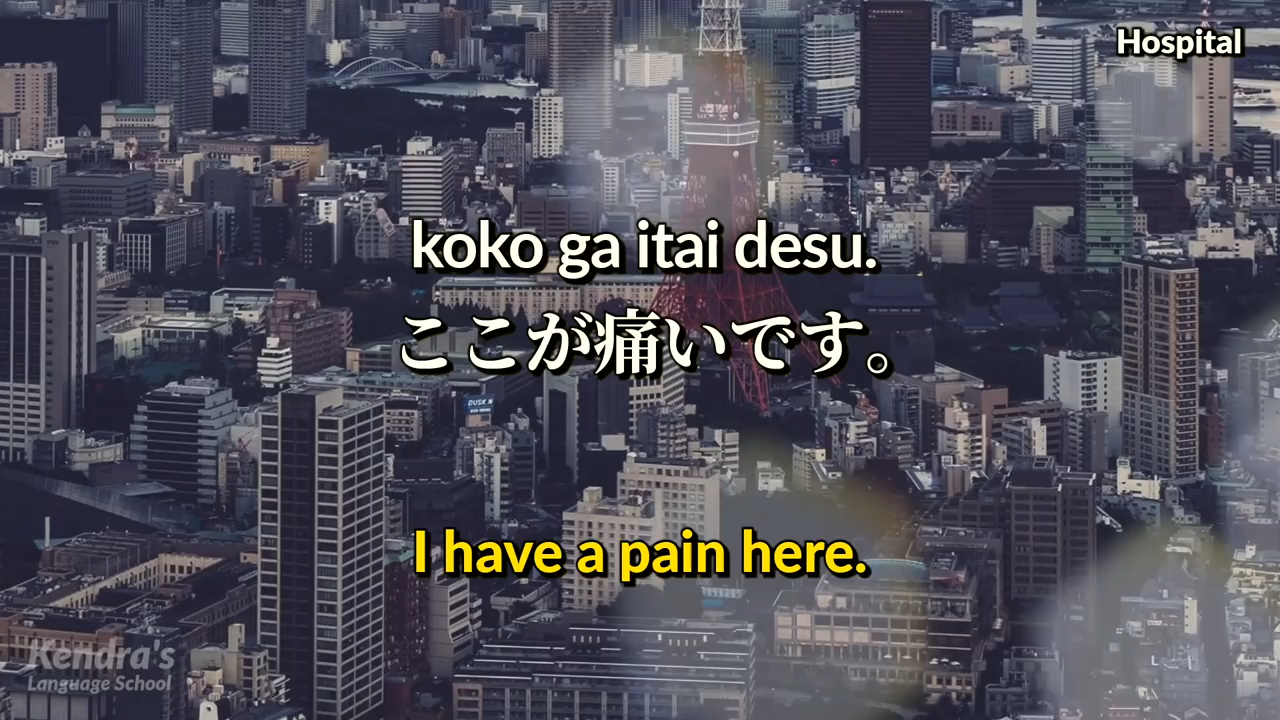 Hospital
koko ga itai desu.
ここが痛いです。
I have a pain here.
Kendra's
Language School